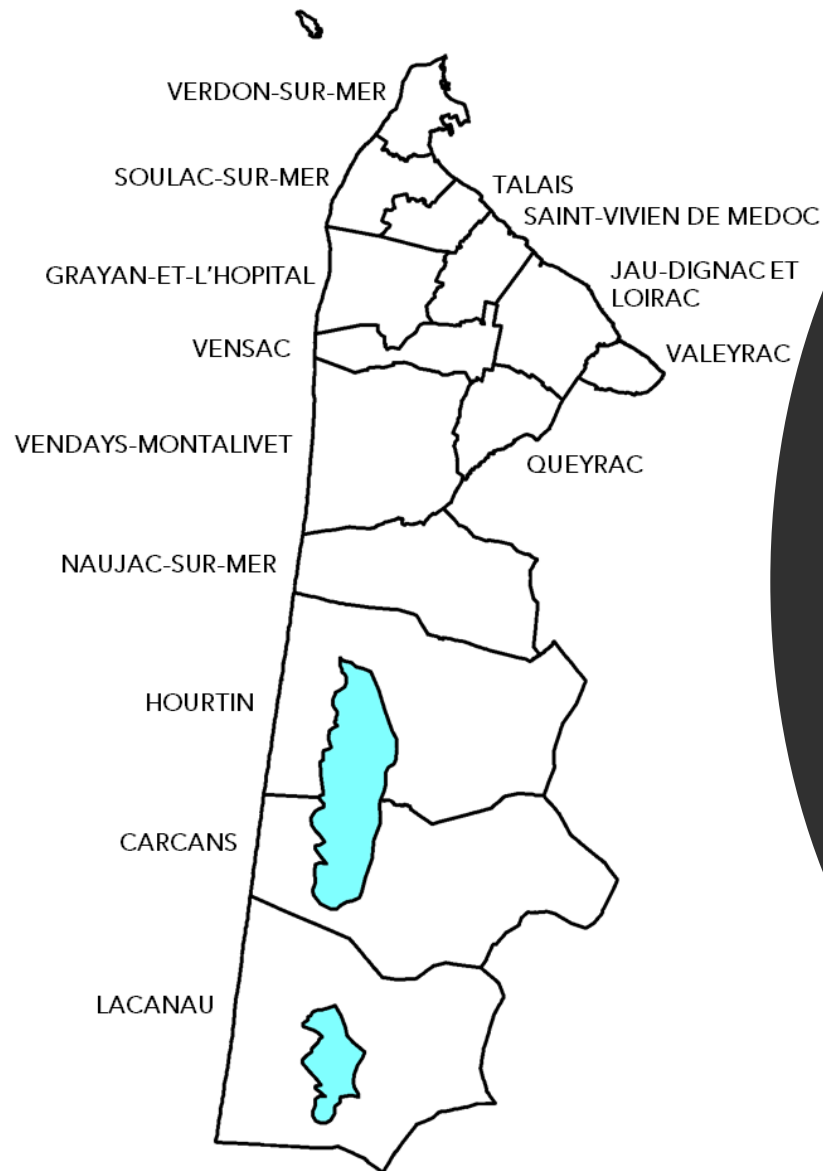 VERDON-SUR-MER
SOULAC-SUR-MER
TALAIS
SAINT-VIVIEN DE MEDOC
GRAYAN-ET-L'HOPITAL
JAU-DIGNAC ET
LOIRAC
VENSAC
VALEYRAC
VENDAYS-MONTALIVET
QUEYRAC
NAUJAC-SUR-MER
HOURTIN
CARCANS
LACANAU